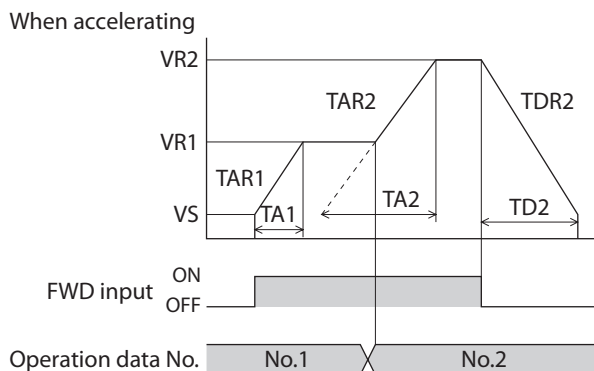 When accelerating
VR2
TAR2
TDR2
VR1
TAR1
TA1
TA2
TD2
VS
FWD input
ON
OFF
Operation data No.
No.1
No.2